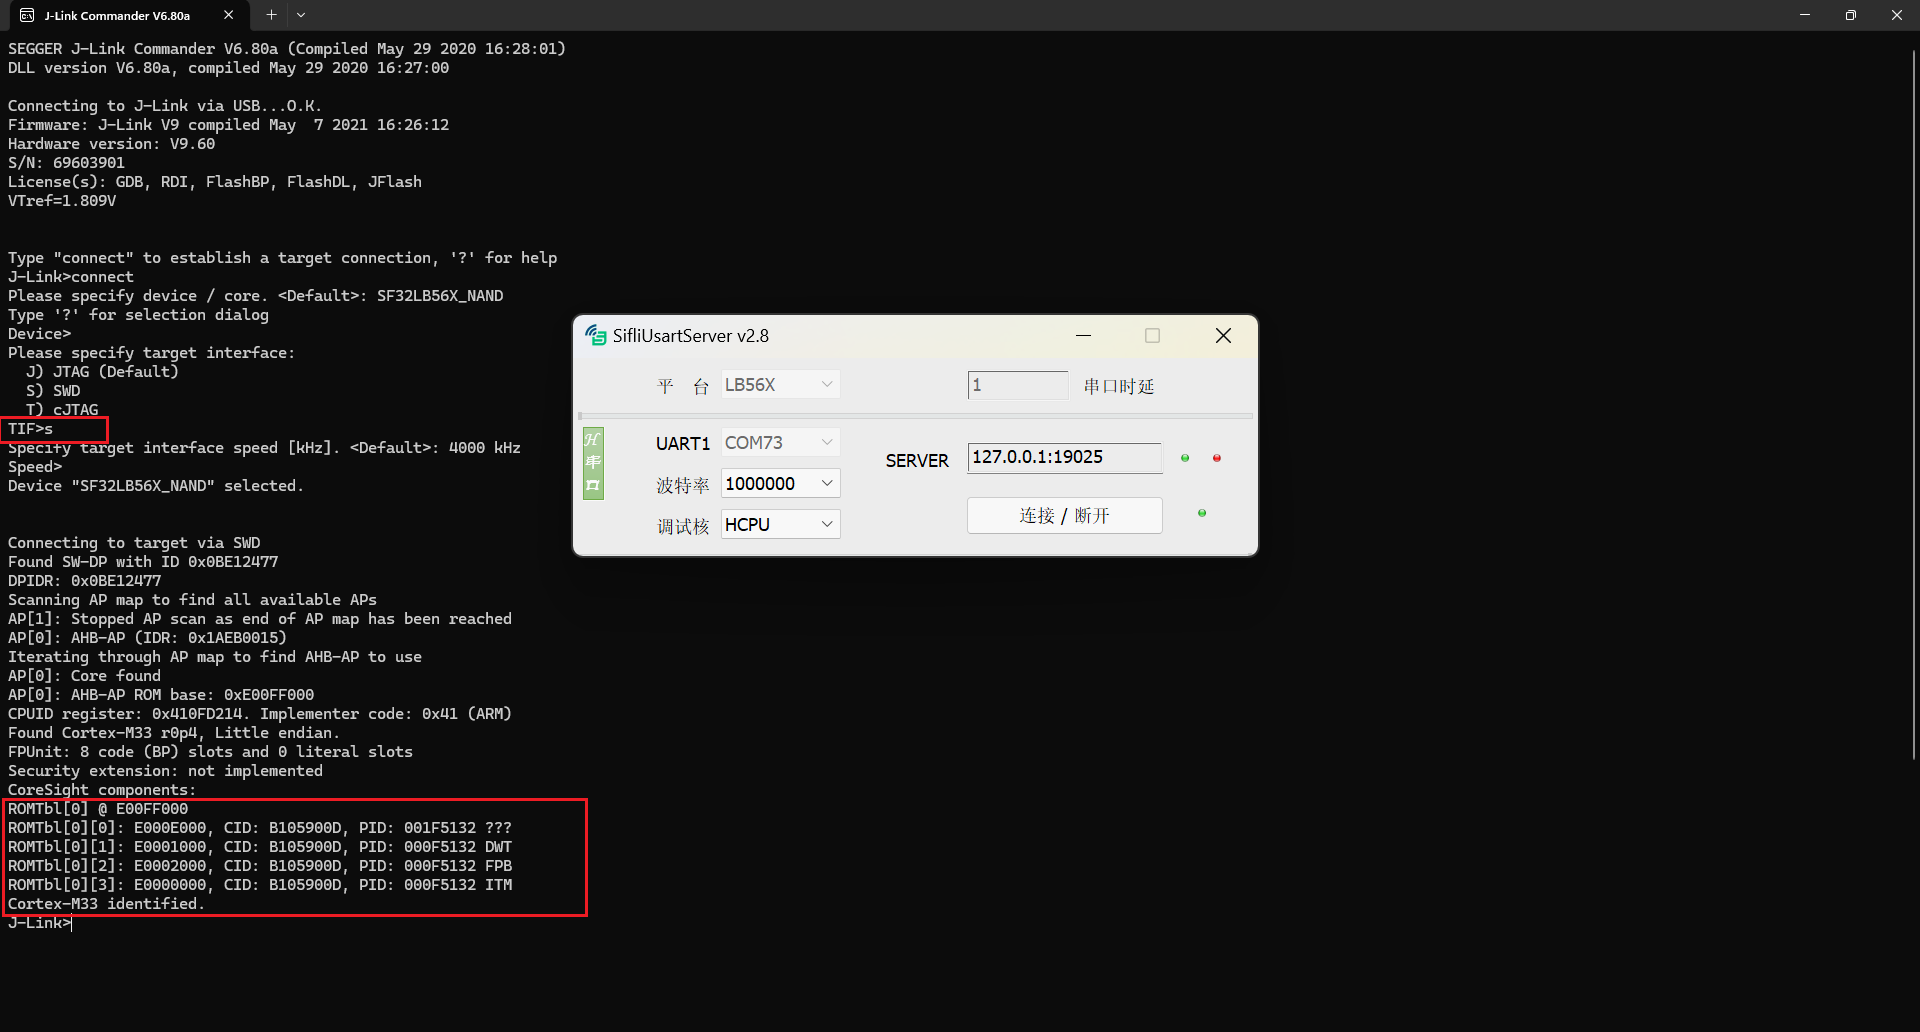 J-Link Commander V6.80a
SEGGER J-Link Commander V6.80a (Compiled May 29 2020 16:28:01)
DLL version V6.80a, compiled May 29 2020 16:27:00
Connecting to J-Link via USB...O.K.
Firmware: J-Link V9 compiled May  7 2021 16:26:12
Hardware version: V9.60
S/N: 69603901
License(s): GDB, RDI, FlashBP, FlashDL, JFlash
VTref=1.809V
Type "connect" to establish a target connection, '?' for help
J-Link>connect
Please specify device / core. <Default>: SF32LB56X_NAND
Type '?' for selection dialog
Device>
Please specify target interface:
  J) JTAG (Default)
  S) SWD
  T) cJTAG
TIF>s
Specify target interface speed [kHz]. <Default>: 4000 kHz
Speed>
Device "SF32LB56X_NAND" selected.
Connecting to target via SWD
Found SW-DP with ID 0x0BE12477
DPIDR: 0x0BE12477
Scanning AP map to find all available APs
AP[1]: Stopped AP scan as end of AP map has been reached
AP[0]: AHB-AP (IDR: 0x1AEB0015)
Iterating through AP map to find AHB-AP to use
AP[0]: Core found
AP[0]: AHB-AP ROM base: 0xE00FF000
CPUID register: 0x410FD214. Implementer code: 0x41 (ARM)
Found Cortex-M33 r0p4, Little endian.
FPUnit: 8 code (BP) slots and 0 literal slots
Security extension: not implemented
CoreSight components:
ROMTbl[0] @ E00FF000
ROMTbl[0][0]: E000E000, CID: B105900D, PID: 001F5132 ???
ROMTbl[0][1]: E0001000, CID: B105900D, PID: 000F5132 DWT
ROMTbl[0][2]: E0002000, CID: B105900D, PID: 000F5132 FPB
ROMTbl[0][3]: E0000000, CID: B105900D, PID: 000F5132 ITM
Cortex-M33 identified.
J-Link>
SifliUsartServer v2.8
平 台 LB56X
1 串口时延
H串口
UART1 COM73
波特率 1000000
调试核 HCPU
SERVER 127.0.0.1:19025
连接 / 断开